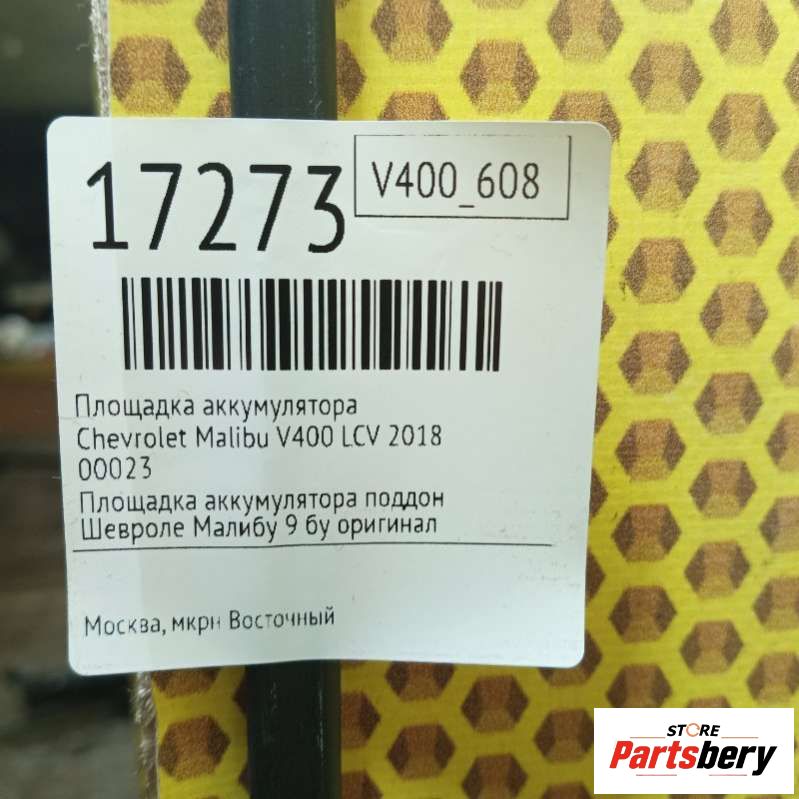 17273
V400_608
Площадка аккумулятора
Chevrolet Malibu V400 LCV 2018
00023
Площадка аккумулятора поддон
Шевроле Малибу 9 бу оригинал
Москва, мкрн Восточный
STORE
Partsbery